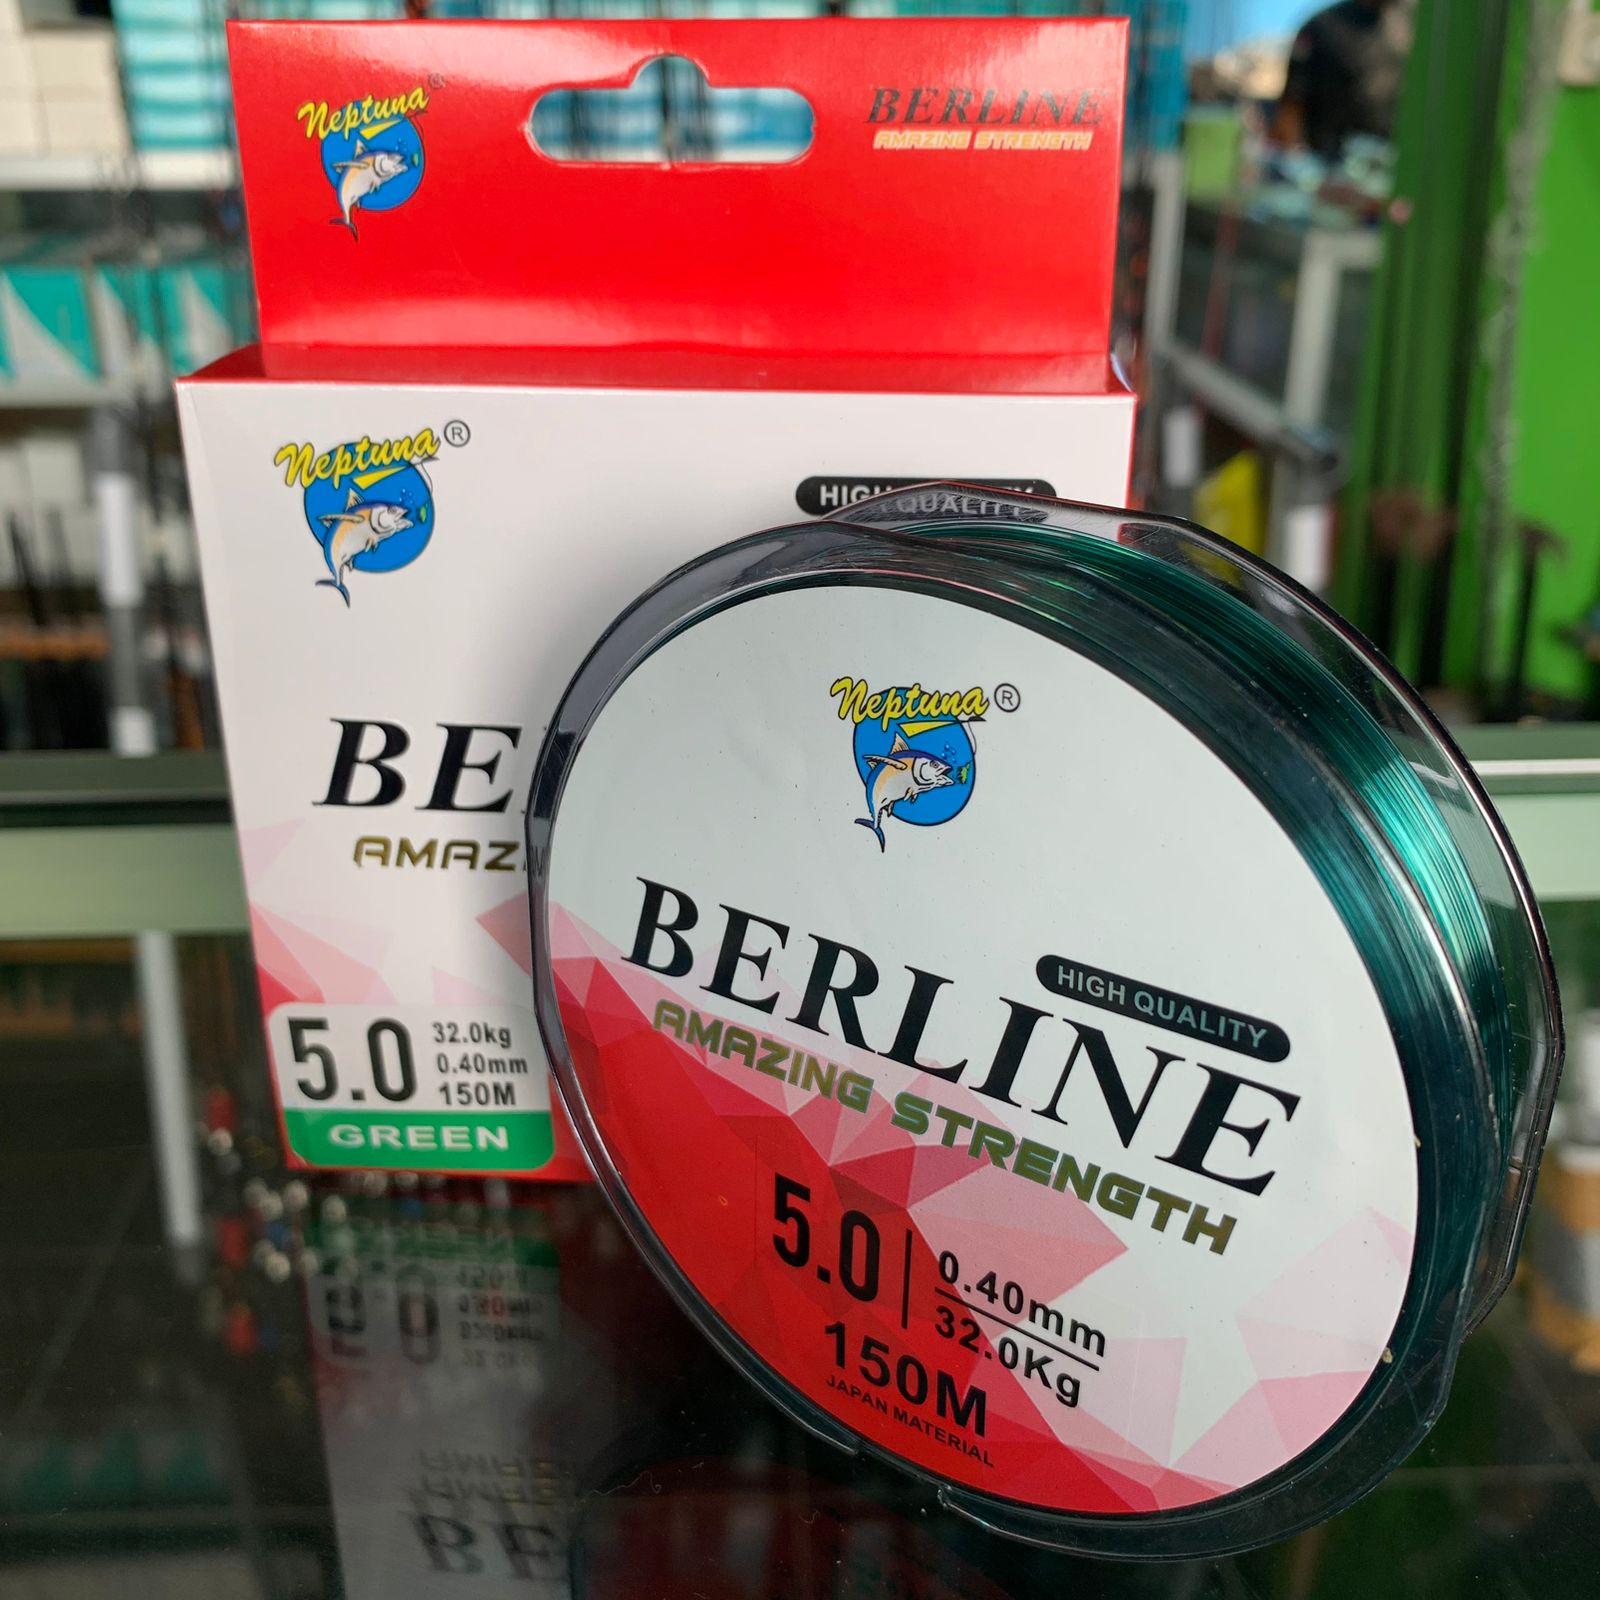 Neptuna®
BERLINE
AMAZING STRENGTH
Neptuna®
HIGH QUALITY
BE
AMAZ
5.0
32.0kg
0.40mm
150M
GREEN
Neptuna®
HIGH QUALITY
BERLINE
AMAZING STRENGTH
5.0
0.40mm
32.0Kg
150M
JAPAN MATERIAL